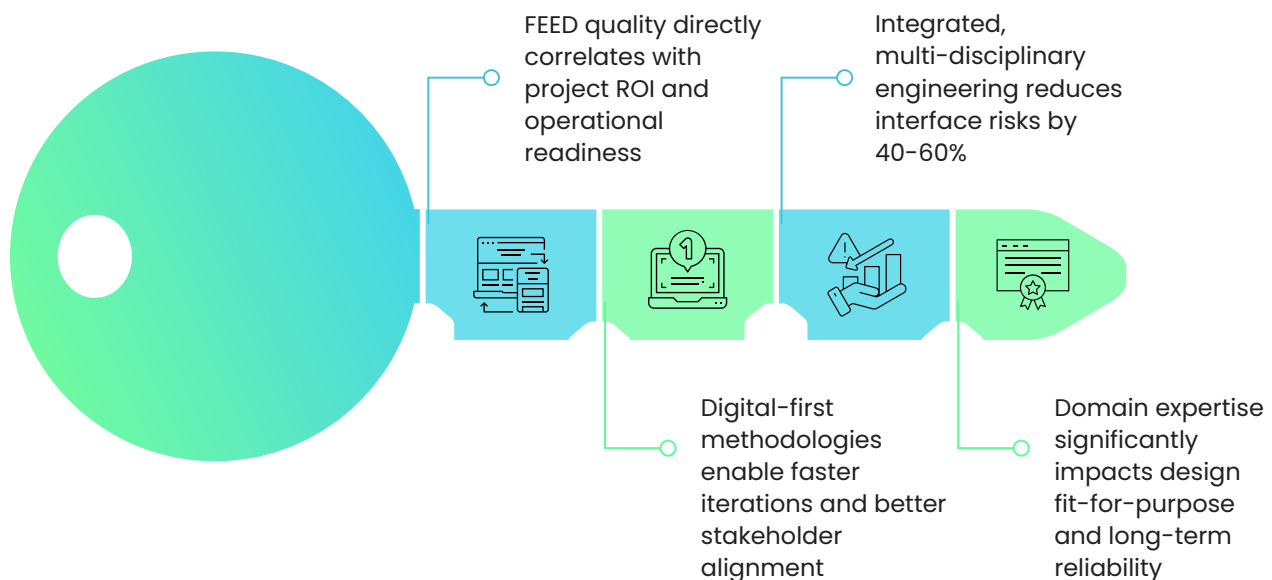 FEED quality directly
correlates with
project ROI and
operational
readiness
Integrated,
multi-disciplinary
engineering reduces
interface risks by
40-60%
1
Digital-first
methodologies
enable faster
iterations and better
stakeholder
alignment
Domain expertise
significantly
impacts design
fit-for-purpose
and long-term
reliability